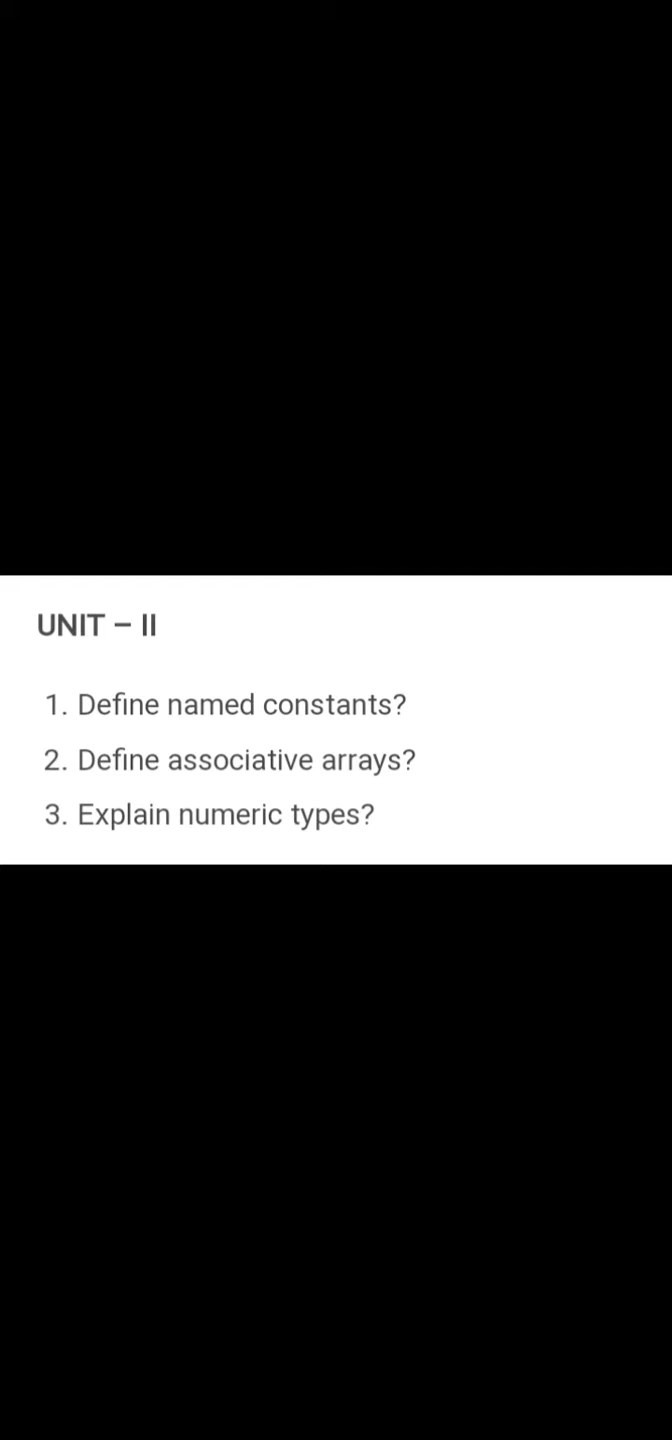 UNIT – II
1. Define named constants?
2. Define associative arrays?
3. Explain numeric types?